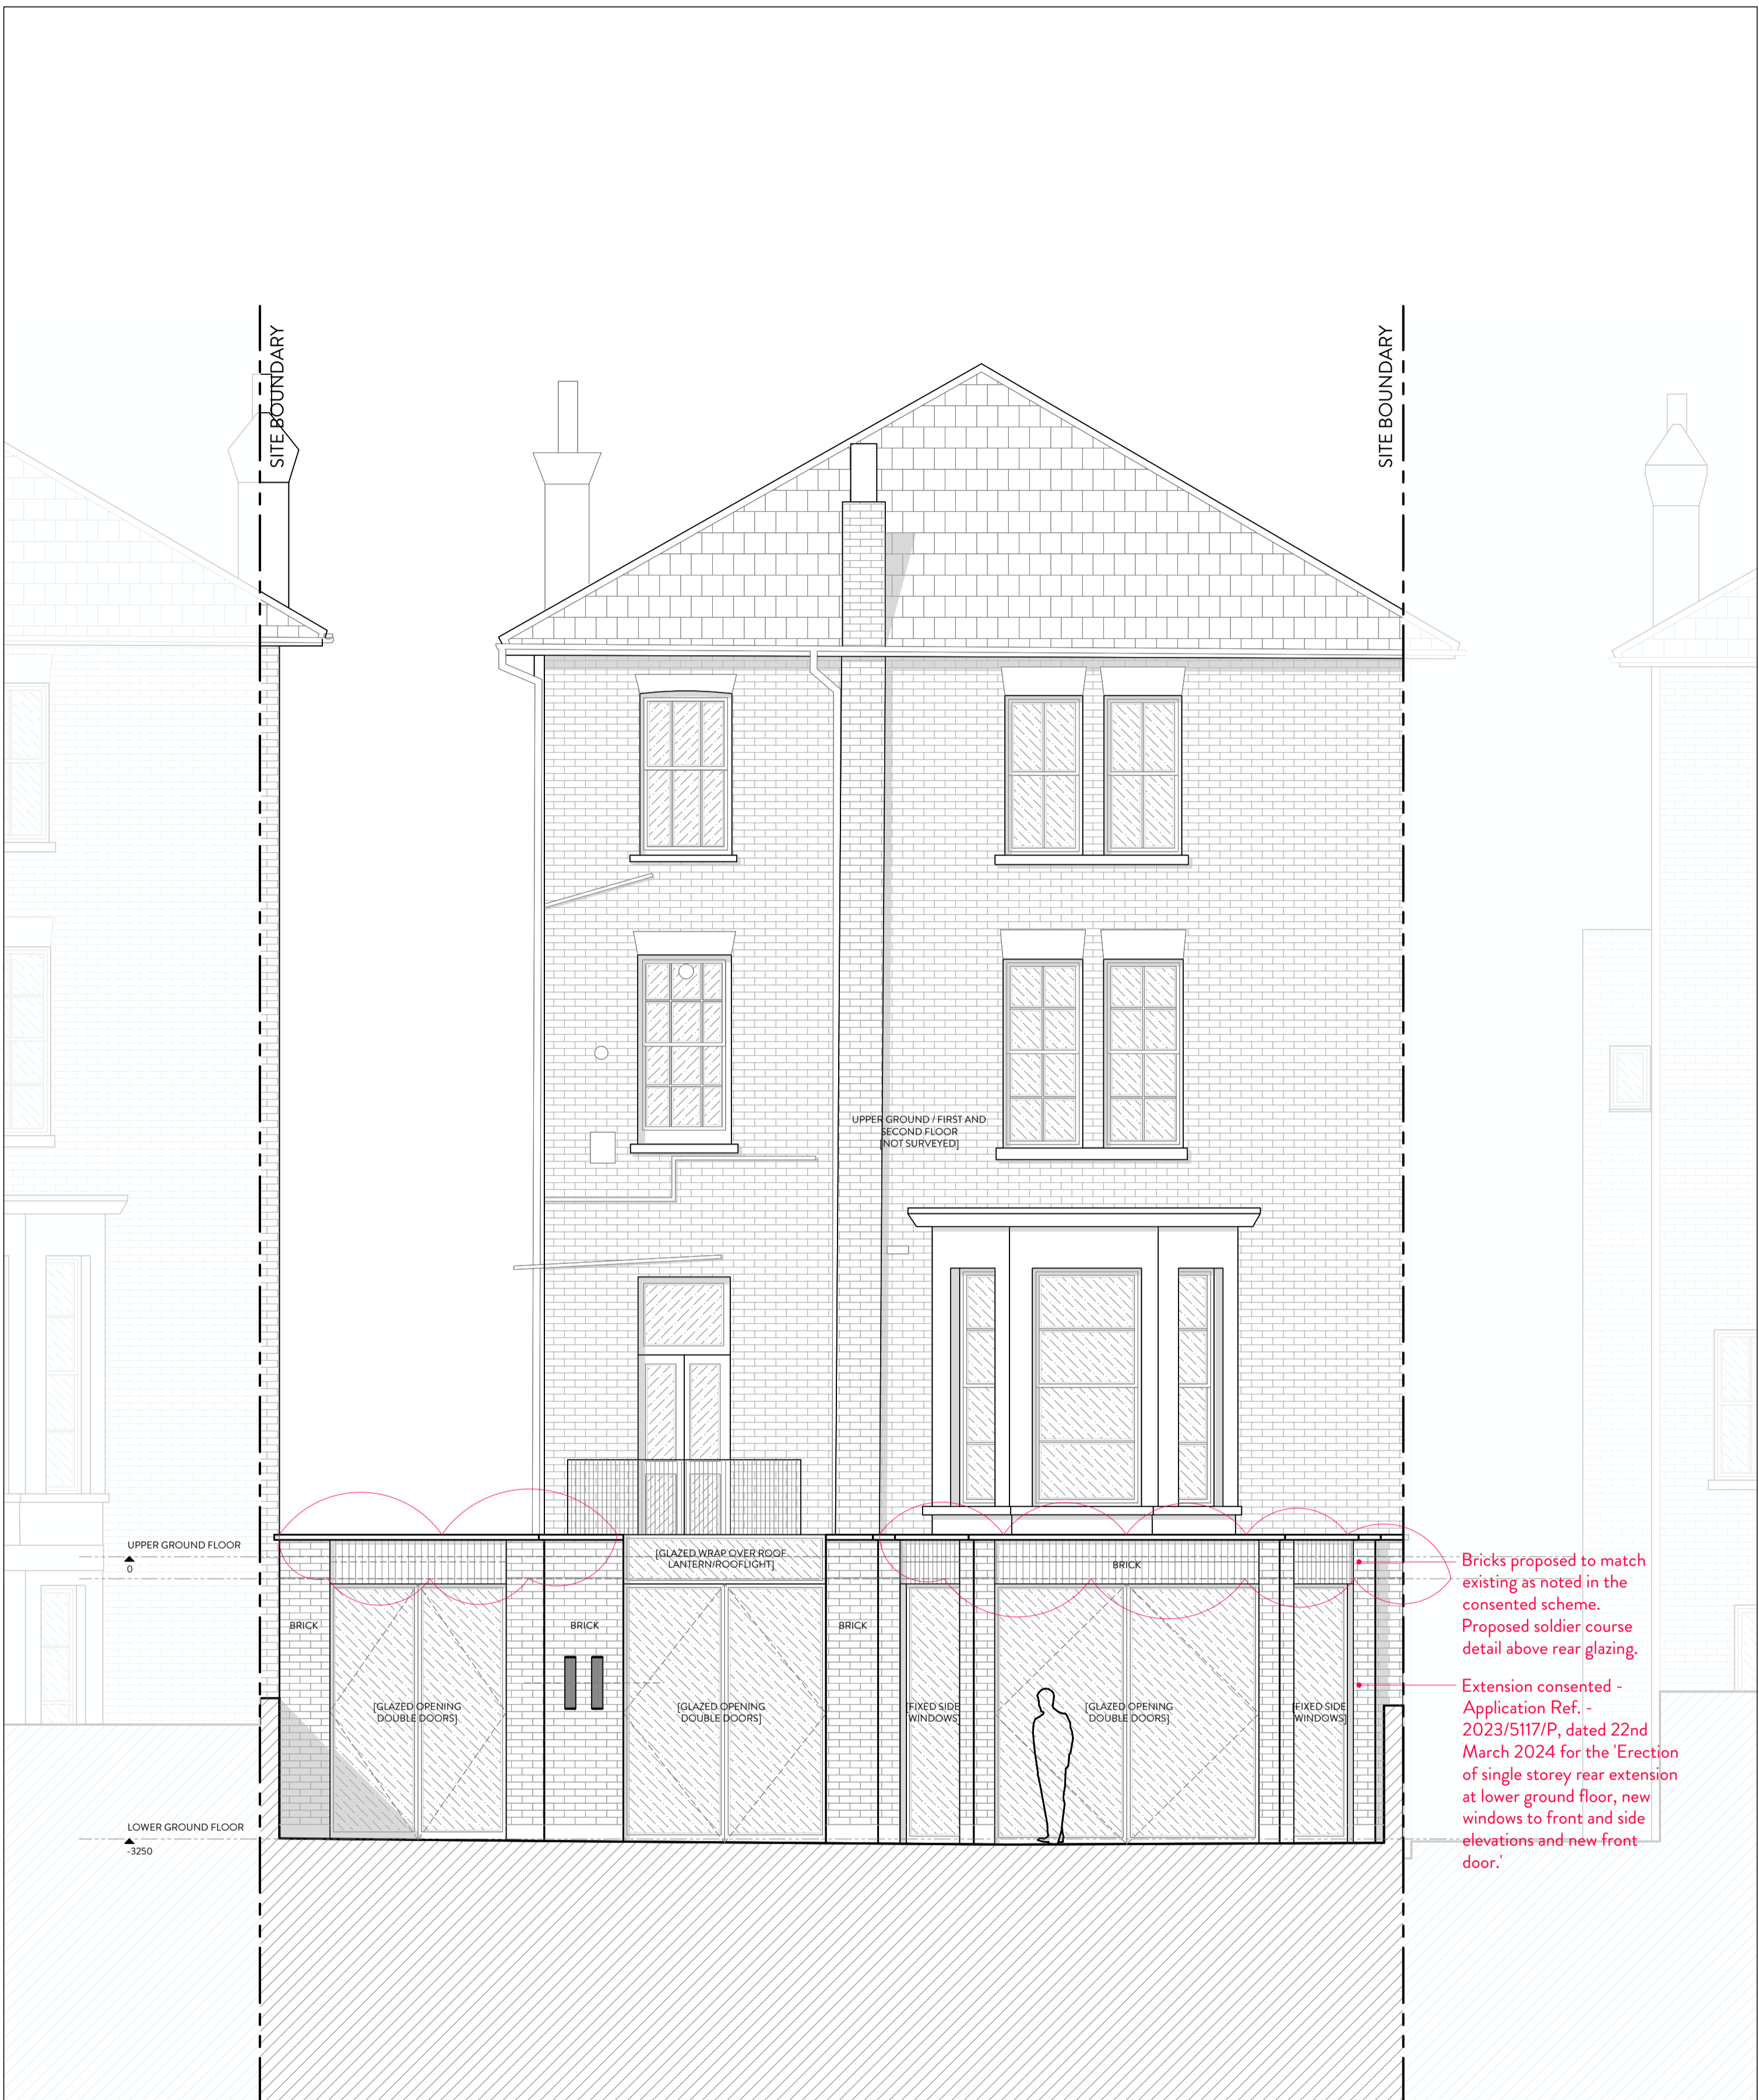 SITE BOUNDARY
SITE BOUNDARY
UPPER GROUND / FIRST AND
SECOND FLOOR
[NOT SURVEYED]
UPPER GROUND FLOOR
0
[GLAZED WRAP OVER ROOF
LANTERN/ROOFLIGHT]
BRICK
Bricks proposed to match
existing as noted in the
consented scheme.
Proposed soldier course
detail above rear glazing.
BRICK
BRICK
BRICK
[GLAZED OPENING
DOUBLE DOORS]
[GLAZED OPENING
DOUBLE DOORS]
[FIXED SIDE
WINDOWS]
[GLAZED OPENING
DOUBLE DOORS]
[FIXED SIDE
WINDOWS]
Extension consented -
Application Ref. -
2023/5117/P, dated 22nd
March 2024 for the 'Erection
of single storey rear extension
at lower ground floor, new
windows to front and side
elevations and new front
door.'
LOWER GROUND FLOOR
-3250